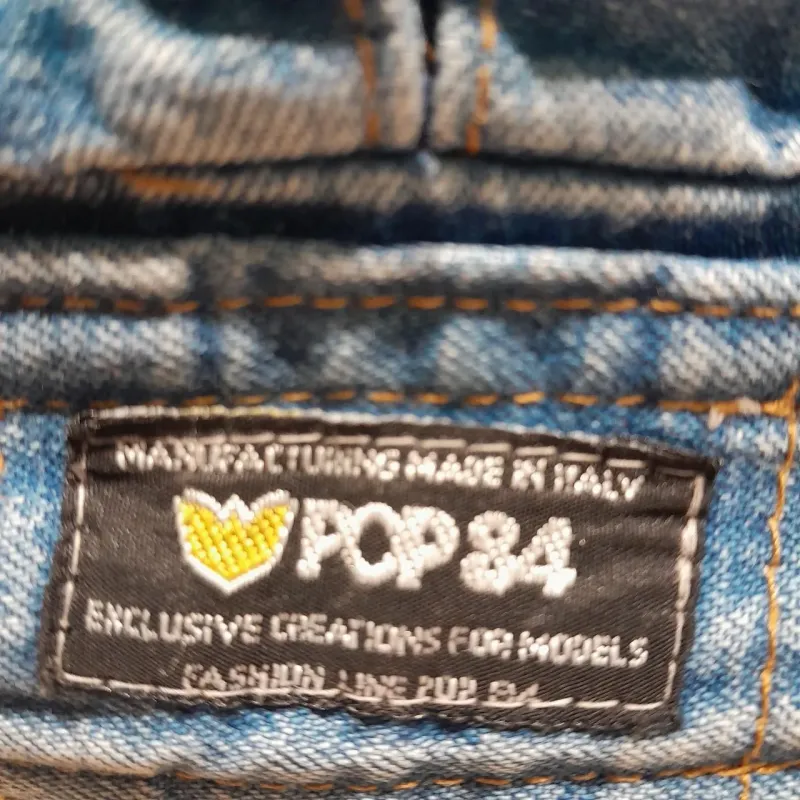 MANUFACTURING MADE IN ITALY
POP 84
EXCLUSIVE CREATIONS FOR MODELS
FASHION LINE POP 84